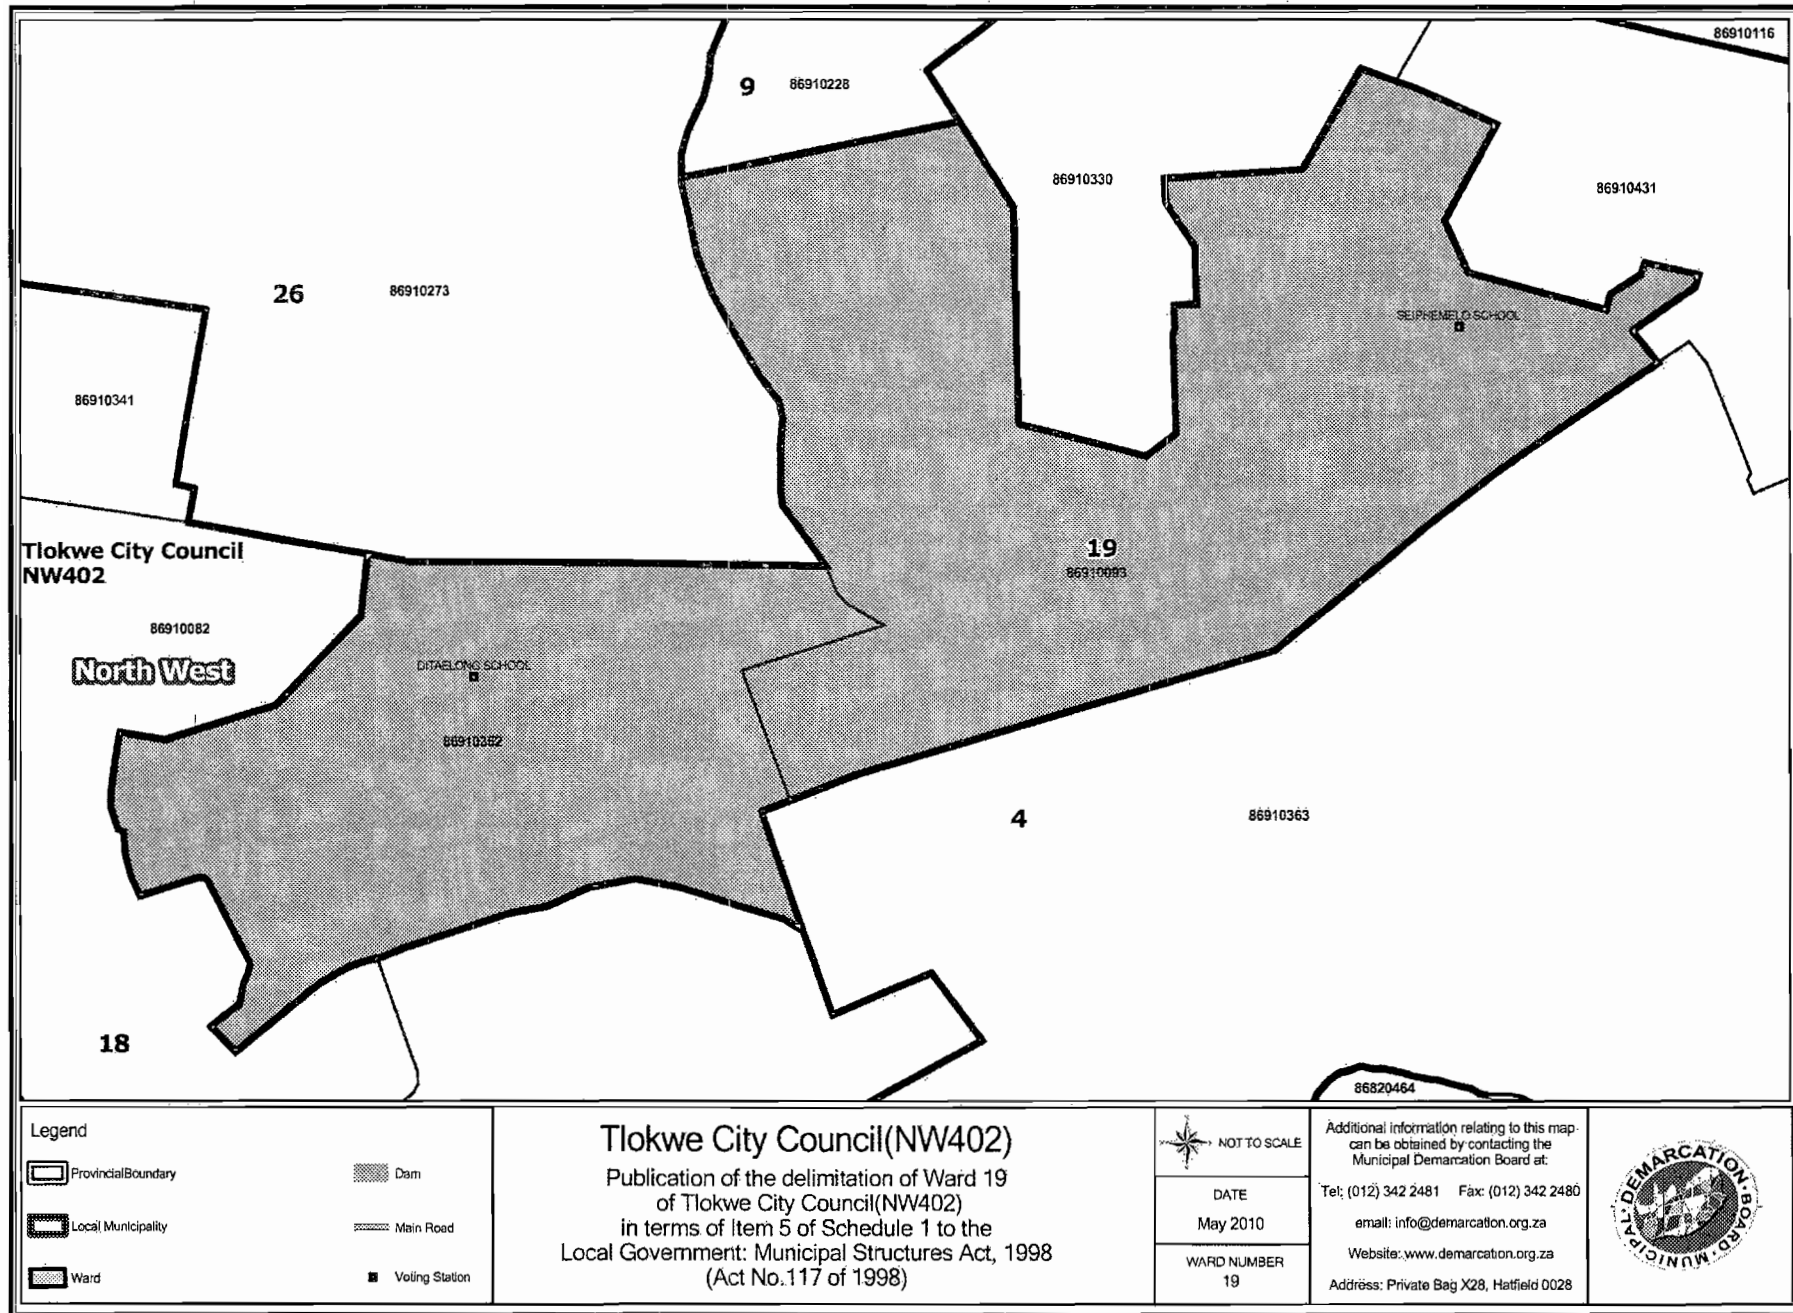 86910116
9
86910228
86910330
86910431
26
86910273
SEIPHEMELO SCHOOL
86910341
Tlokwe City Council
NW402
19
86910093
86910082
North West
DITAELONG SCHOOL
86910362
4
86910363
18
86820464
Legend
ProvincialBoundary
Dam
Local Municipality
Main Road
Ward
Voting Station
Tlokwe City Council(NW402)
Publication of the delimitation of Ward 19
of Tlokwe City Council(NW402)
in terms of Item 5 of Schedule 1 to the
Local Government: Municipal Structures Act, 1998
(Act No.117 of 1998)
NOT TO SCALE
DATE
May 2010
WARD NUMBER
19
Additional information relating to this map
can be obtained by contacting the
Municipal Demarcation Board at:
Tel: (012) 342 2481 Fax: (012) 342 2480
email: info@demarcation.org.za
Website: www.demarcation.org.za
Address: Private Bag X28, Hatfield 0028
MUNICIPAL DEMARCATION BOARD